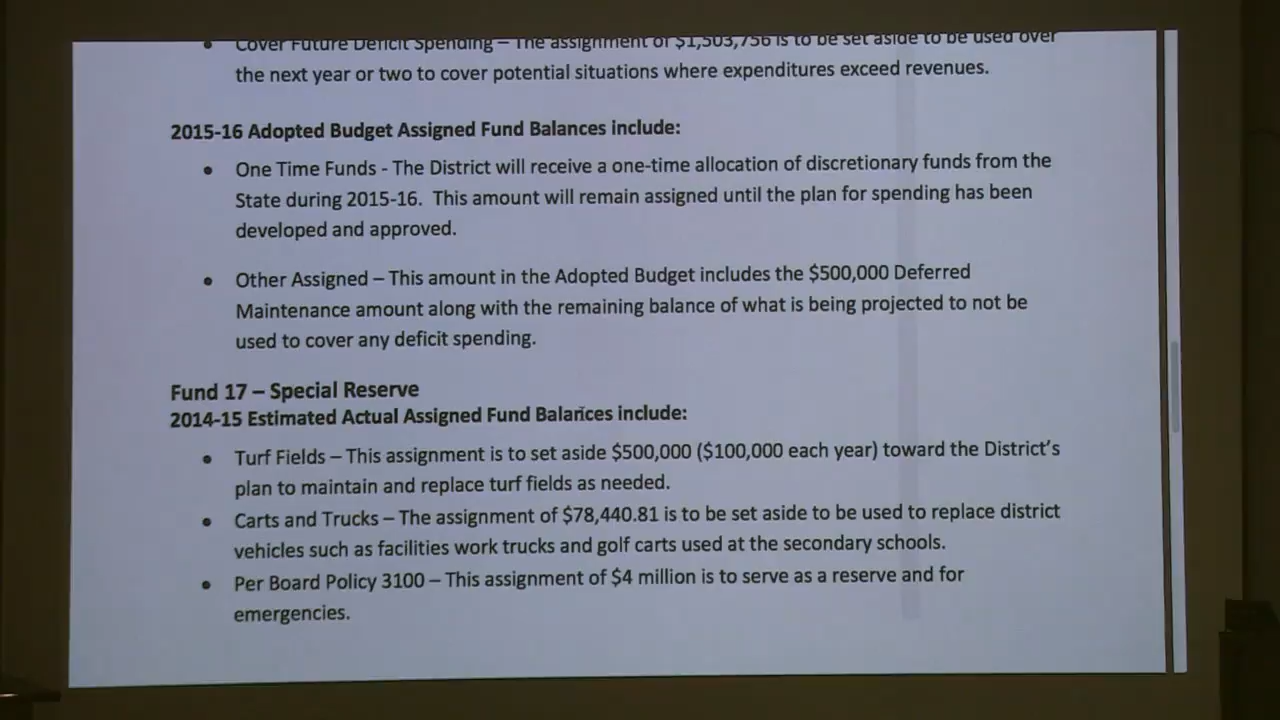 • Cover Future Deficit Spending – The assignment of $1,503,756 is to be set aside to be used over
the next year or two to cover potential situations where expenditures exceed revenues.
2015-16 Adopted Budget Assigned Fund Balances include:
• One Time Funds - The District will receive a one-time allocation of discretionary funds from the
State during 2015-16. This amount will remain assigned until the plan for spending has been
developed and approved.
• Other Assigned – This amount in the Adopted Budget includes the $500,000 Deferred
Maintenance amount along with the remaining balance of what is being projected to not be
used to cover any deficit spending.
Fund 17 – Special Reserve
2014-15 Estimated Actual Assigned Fund Balances include:
• Turf Fields – This assignment is to set aside $500,000 ($100,000 each year) toward the District's
plan to maintain and replace turf fields as needed.
• Carts and Trucks – The assignment of $78,440.81 is to be set aside to be used to replace district
vehicles such as facilities work trucks and golf carts used at the secondary schools.
• Per Board Policy 3100 – This assignment of $4 million is to serve as a reserve and for
emergencies.